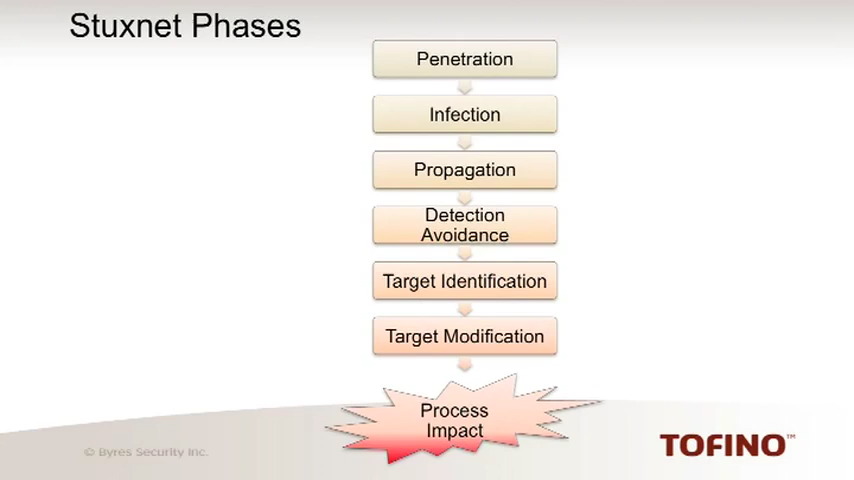 Stuxnet Phases
Penetration
Infection
Propagation
Detection
Avoidance
Target Identification
Target Modification
Process
Impact
© Byres Security Inc.
TOFINO™